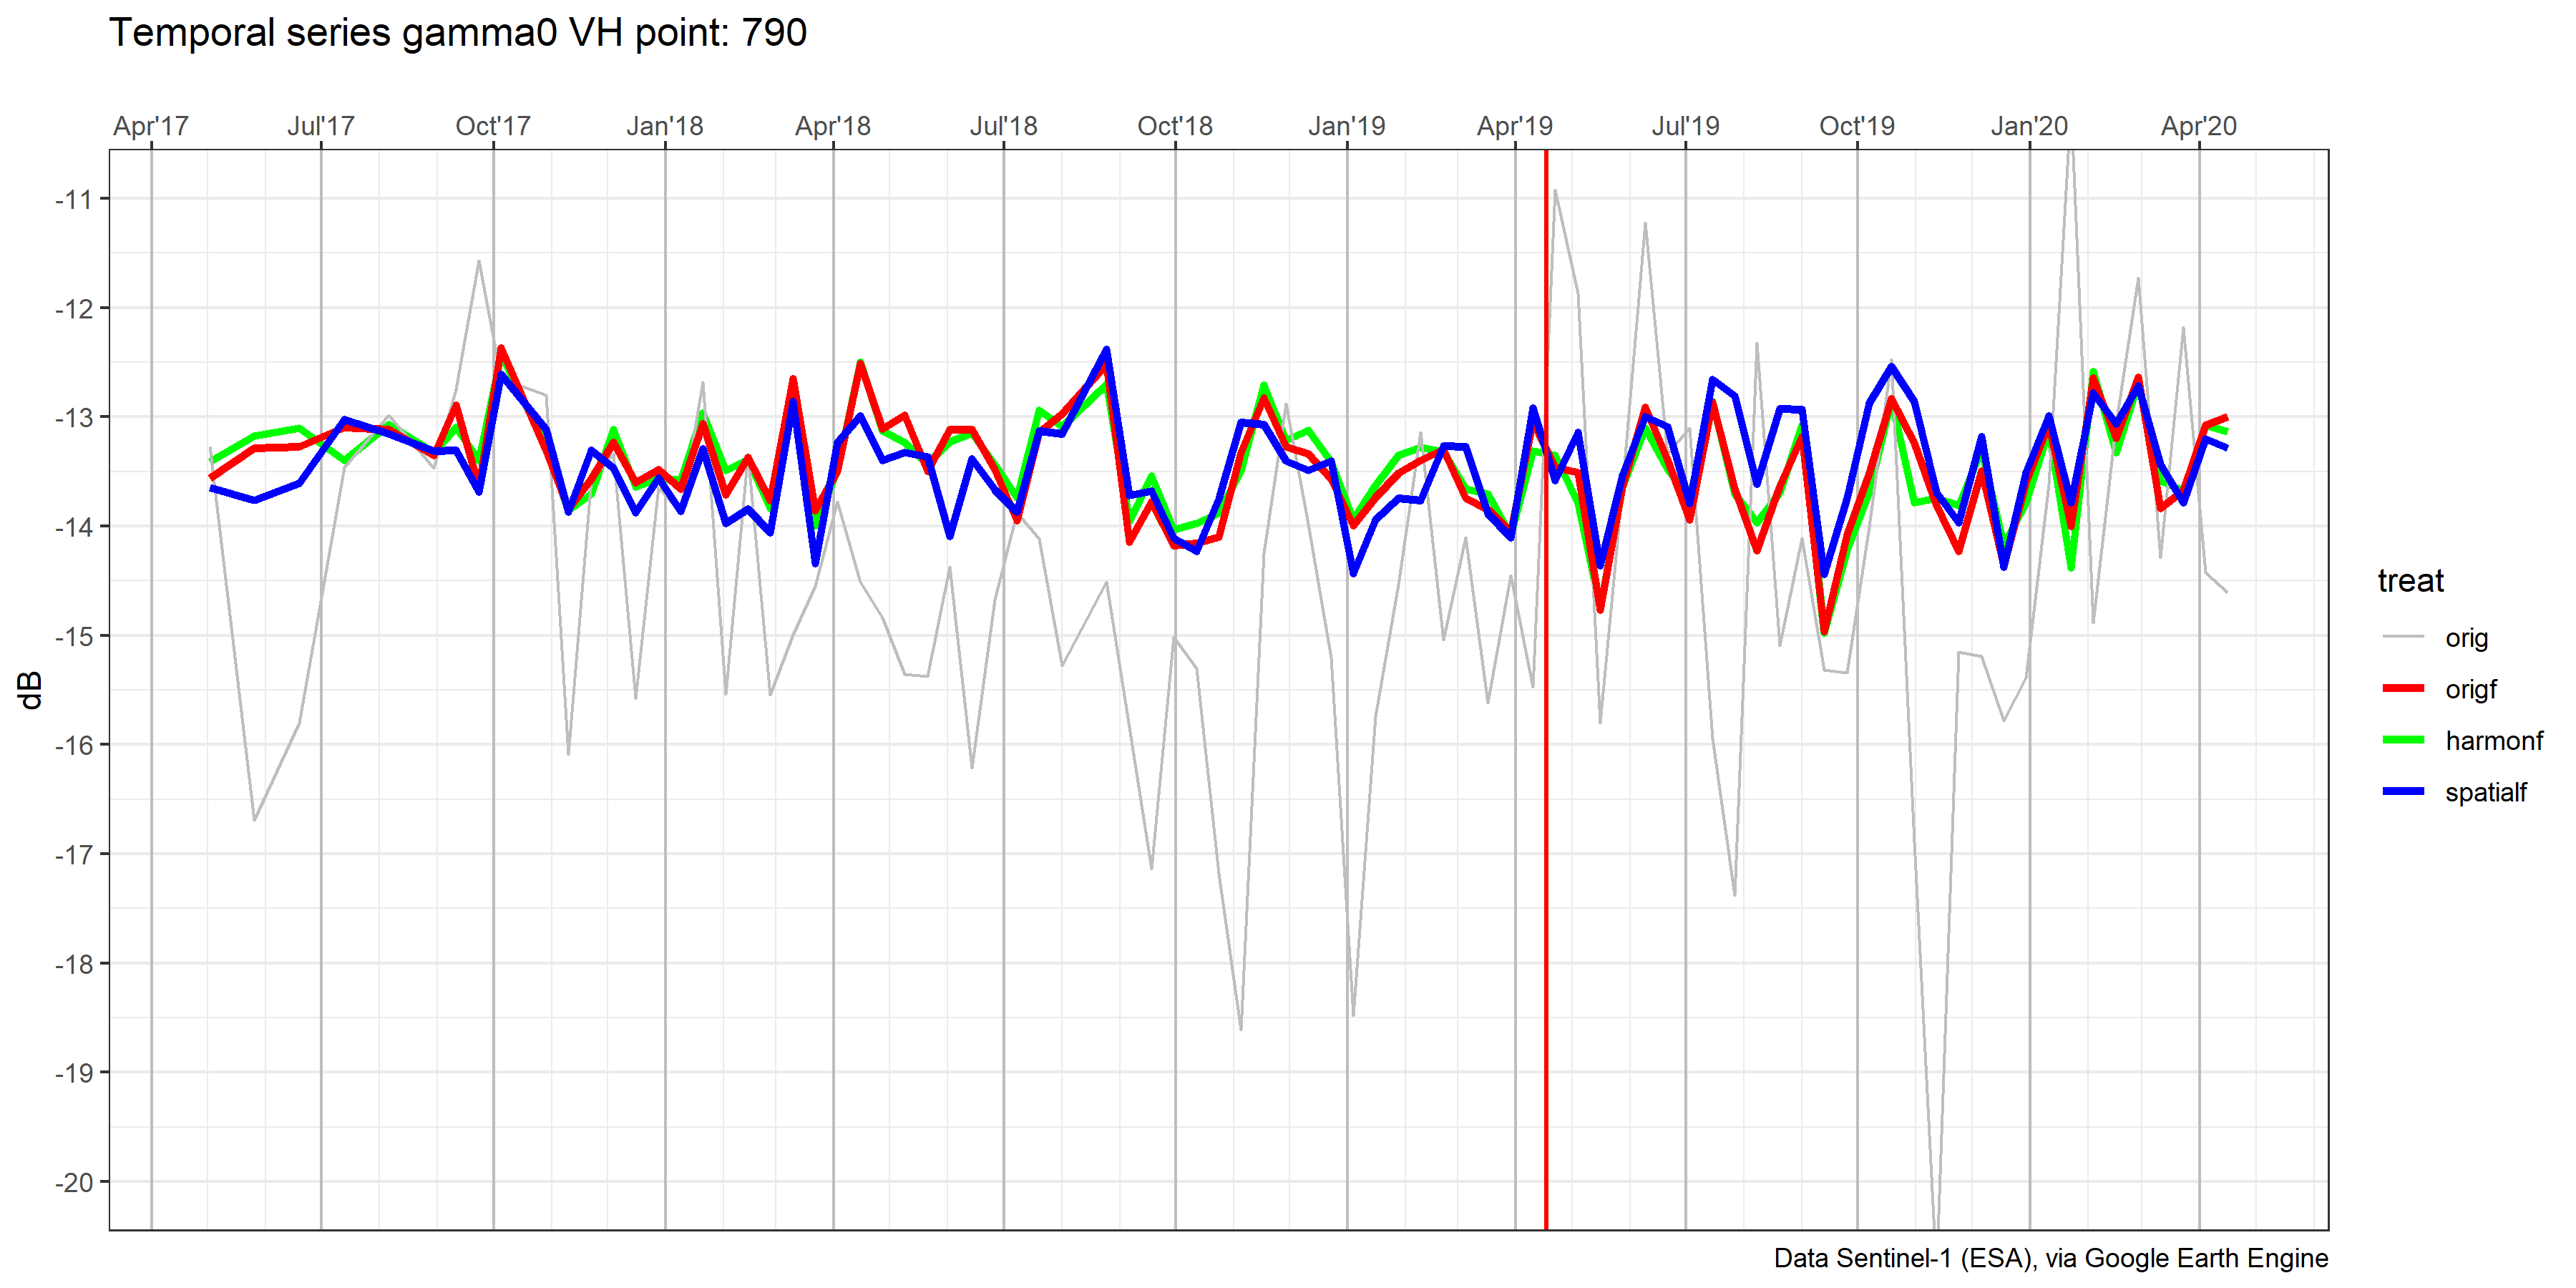 Temporal series gamma0 VH point: 790
Apr'17 Jul'17 Oct'17 Jan'18 Apr'18 Jul'18 Oct'18 Jan'19 Apr'19 Jul'19 Oct'19 Jan'20 Apr'20
-11
-12
-13
-14
-15
-16
-17
-18
-19
-20
dB
treat
orig
origf
harmonf
spatialf
Data Sentinel-1 (ESA), via Google Earth Engine